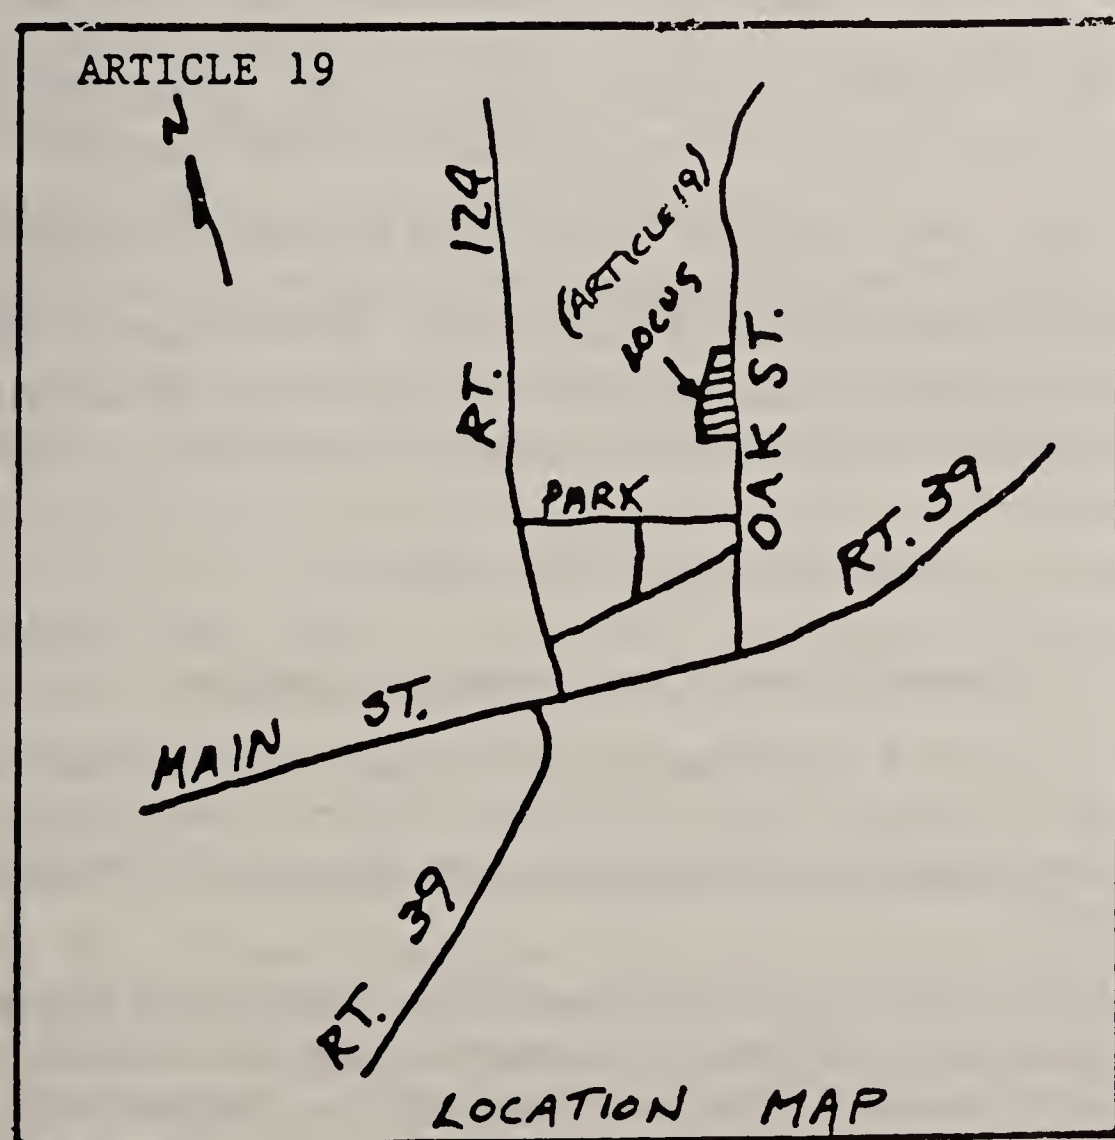 ARTICLE 19
N
RT. 124
(ARTICLE 19)
LOCUS
OAK ST.
PARK
RT. 39
MAIN ST.
RT. 39
LOCATION MAP